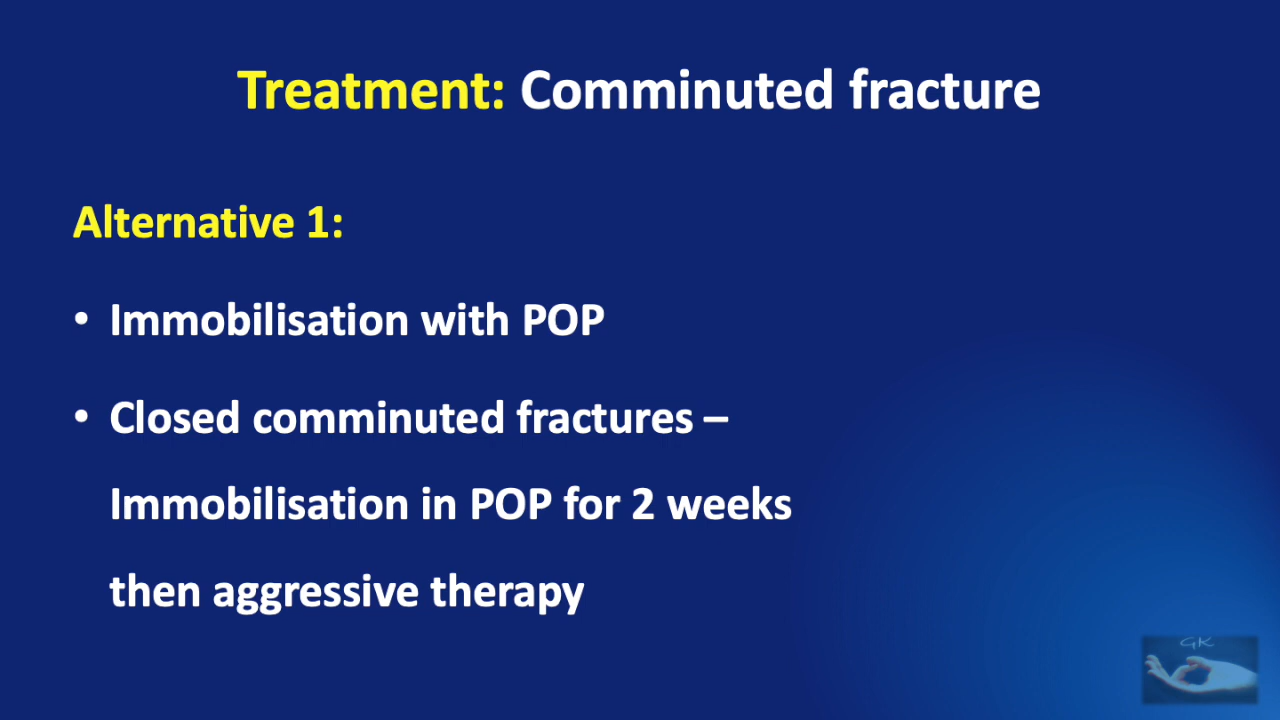 Treatment: Comminuted fracture
Alternative 1:
• Immobilisation with POP
• Closed comminuted fractures –
Immobilisation in POP for 2 weeks
then aggressive therapy
GK